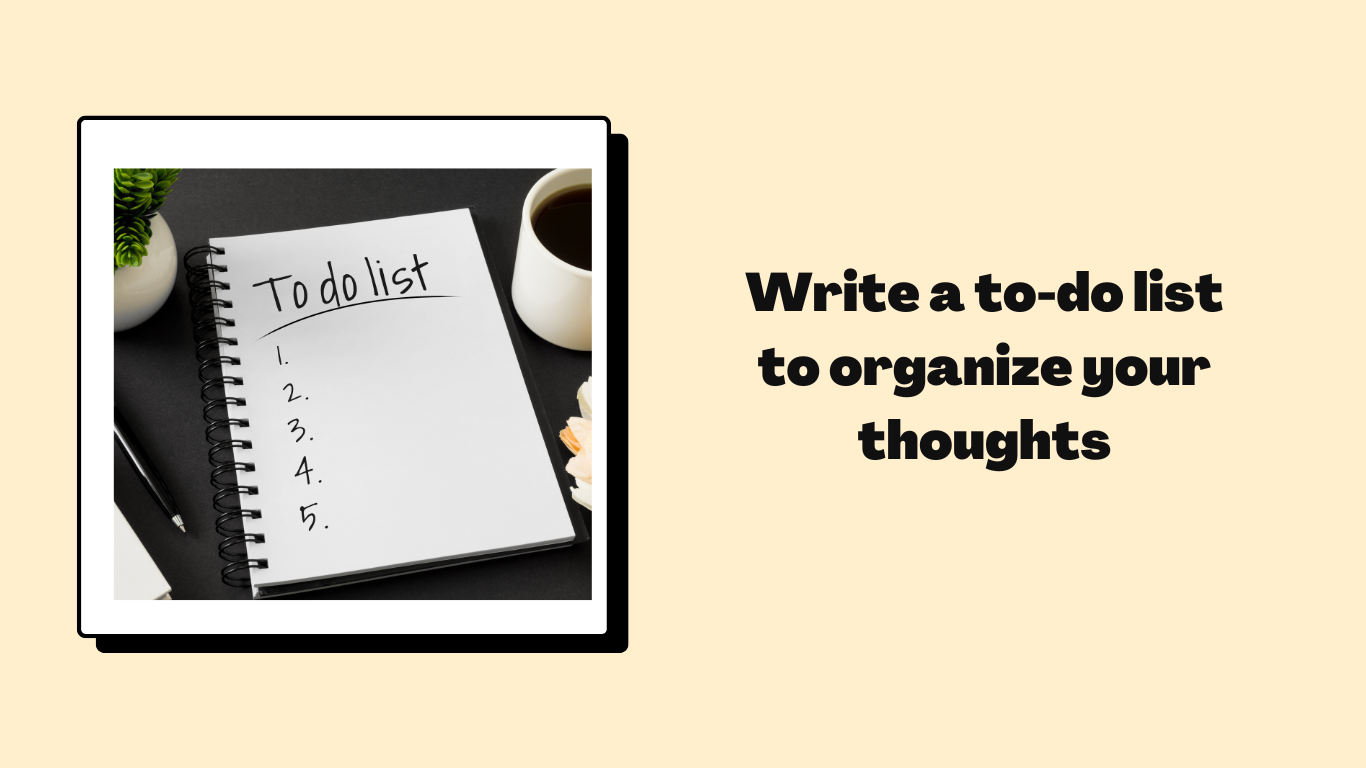 To do list
1.
2.
3.
4.
5.
Write a to-do list
to organize your
thoughts